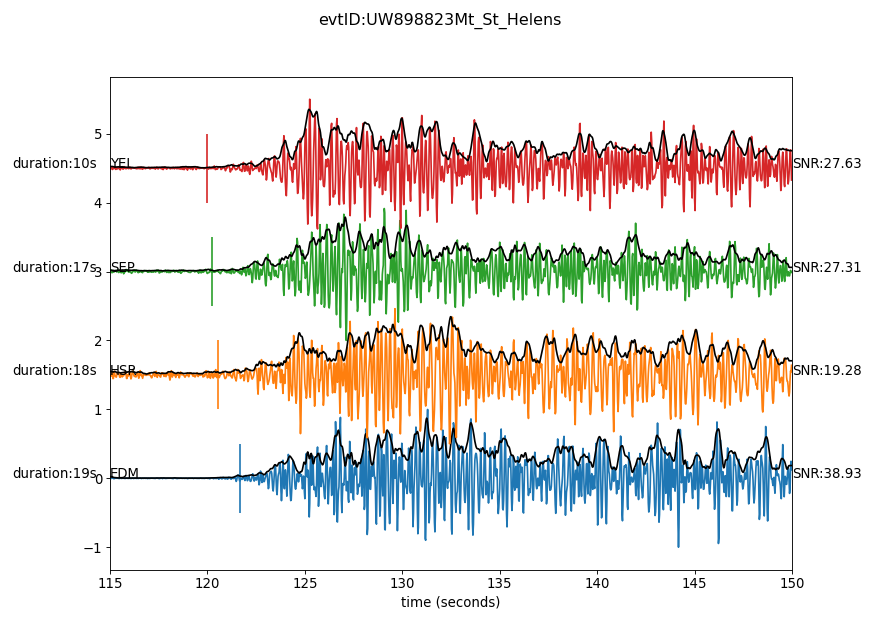 evtID:UW898823Mt_St_Helens
5
duration:10s YEL SNR:27.63
4
duration:17s SEP SNR:27.31
3
2
duration:18s HSR SNR:19.28
1
duration:19s EDM SNR:38.93
0
−1
115 120 125 130 135 140 145 150
time (seconds)